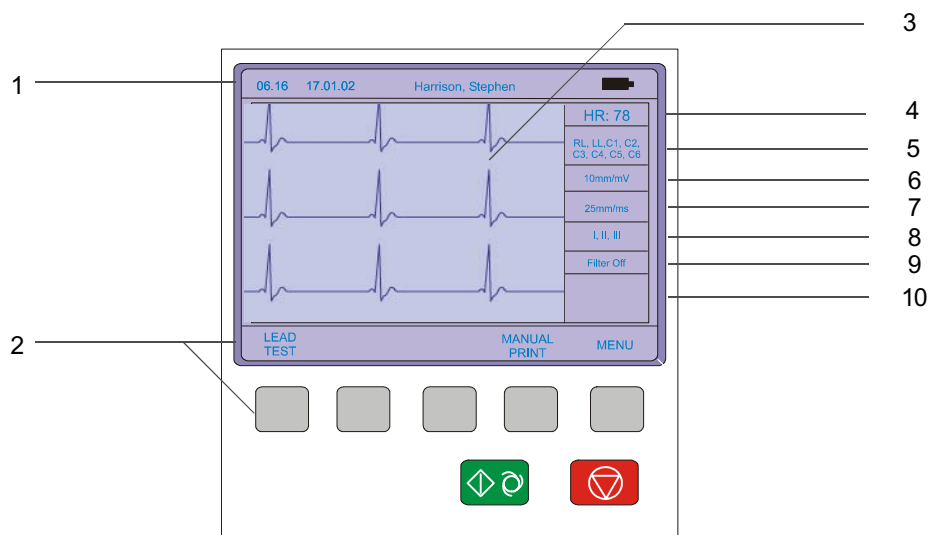 1
2
3
4
5
6
7
8
9
10
06.16 17.01.02 Harrison, Stephen
HR: 78
RL, LL,C1, C2,
C3, C4, C5, C6
10mm/mV
25mm/ms
I, II, III
Filter Off
LEAD
TEST
MANUAL
PRINT
MENU